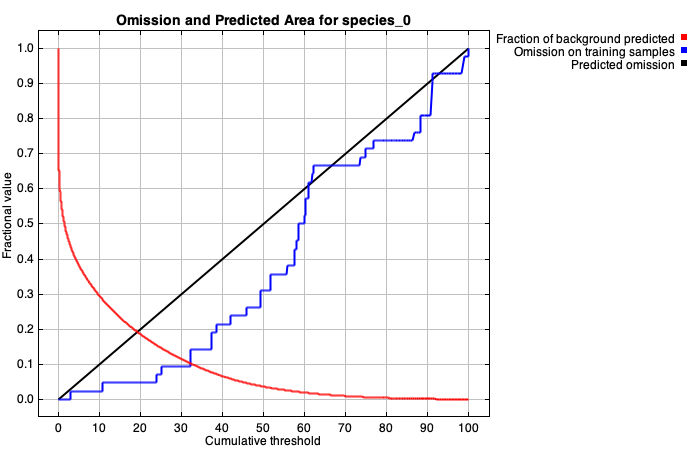 Omission and Predicted Area for species_0
Fraction of background predicted
Omission on training samples
Predicted omission
Fractional value
1.0
0.9
0.8
0.7
0.6
0.5
0.4
0.3
0.2
0.1
0.0
0 10 20 30 40 50 60 70 80 90 100
Cumulative threshold